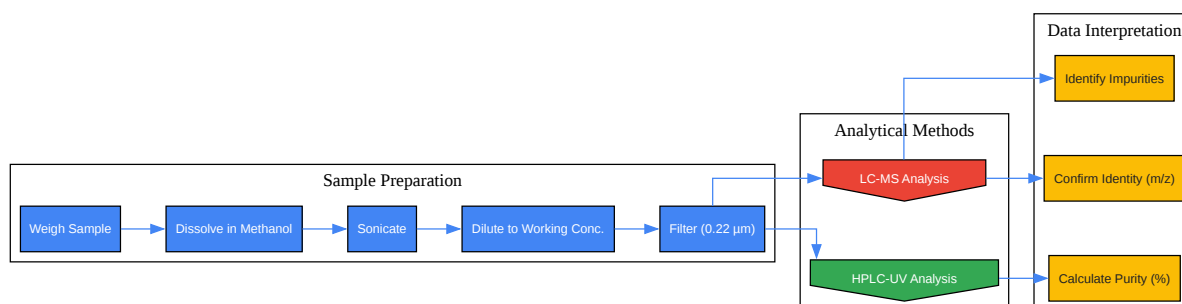 Data Interpretation
Identify Impurities
Analytical Methods
Sample Preparation
LC-MS Analysis
Confirm Identity (m/z)
Weigh Sample
Dissolve in Methanol
Sonicate
Dilute to Working Conc.
Filter (0.22 µm)
HPLC-UV Analysis
Calculate Purity (%)